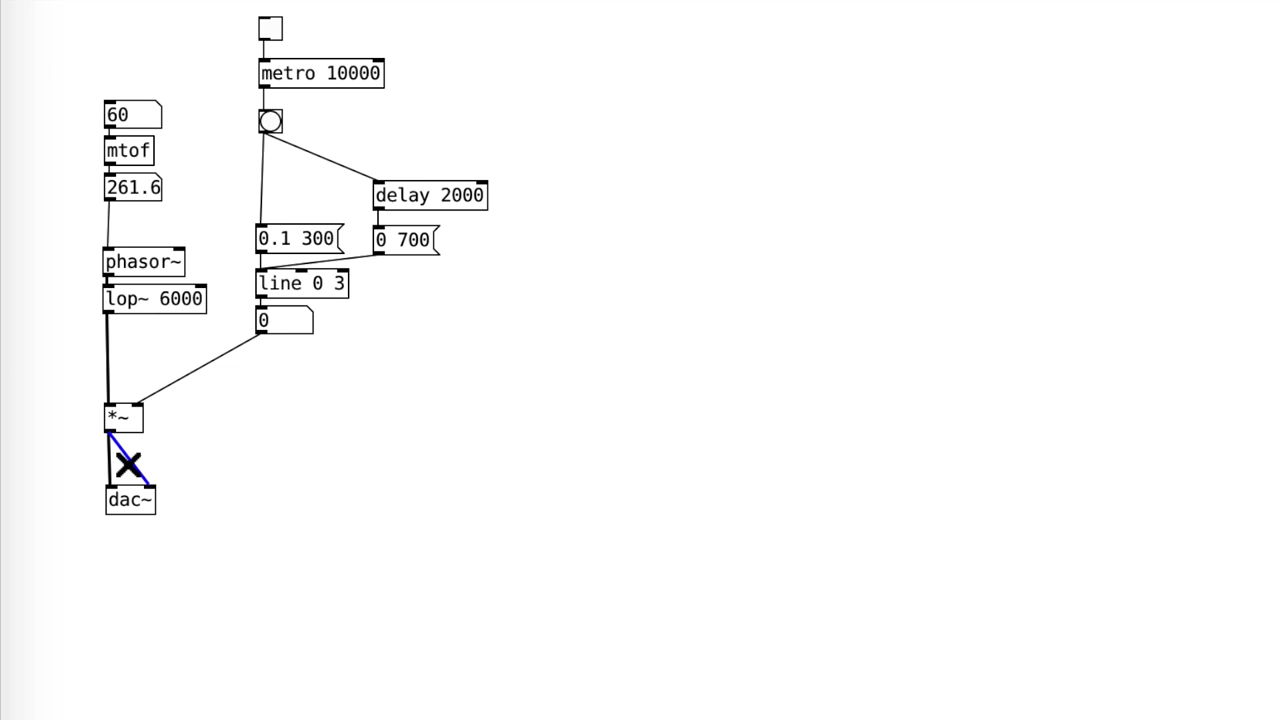 metro 10000
60
mtof
261.6
delay 2000
0.1 300
0 700
phasor~
line 0 3
lop~ 6000
0
*~
dac~